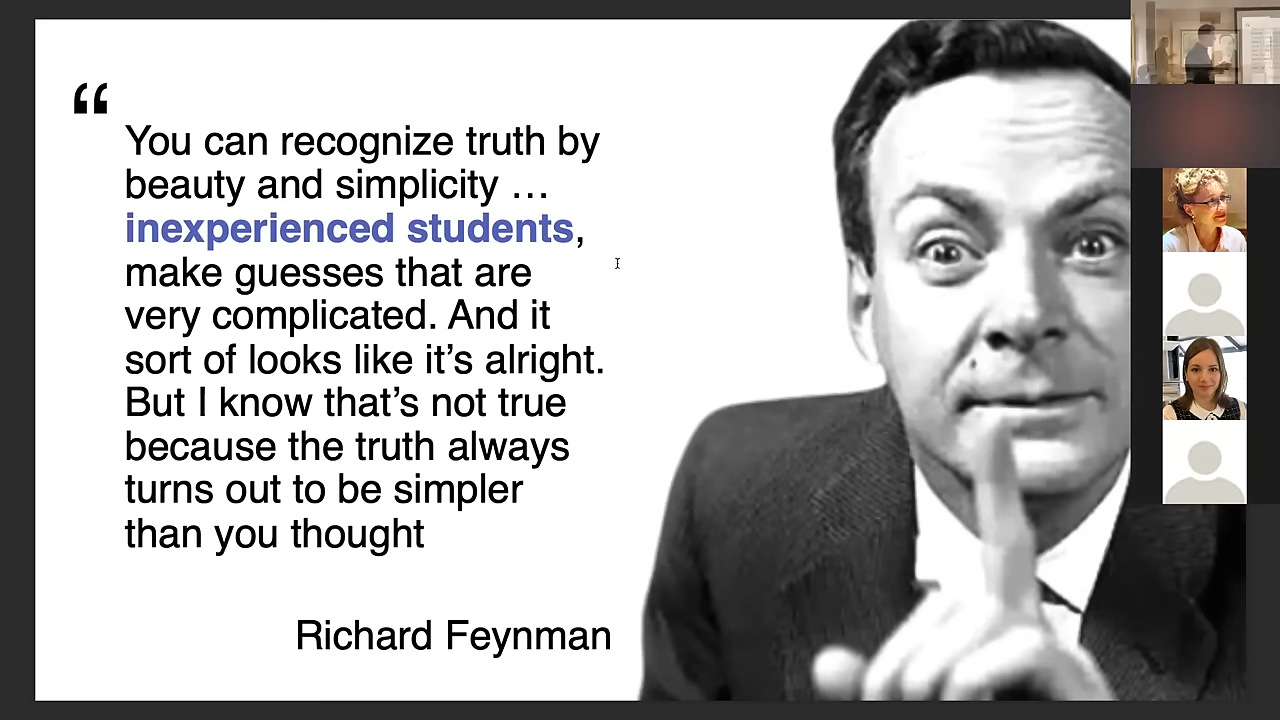 “
You can recognize truth by
beauty and simplicity …
inexperienced students,
make guesses that are
very complicated. And it
sort of looks like it’s alright.
But I know that’s not true
because the truth always
turns out to be simpler
than you thought
Richard Feynman